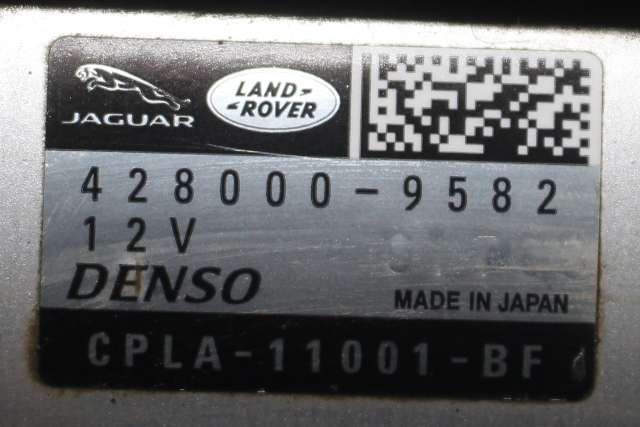 JAGUAR
LAND-
-ROVER
428000-9582
12V
DENSO
MADE IN JAPAN
CPLA-11001-BF